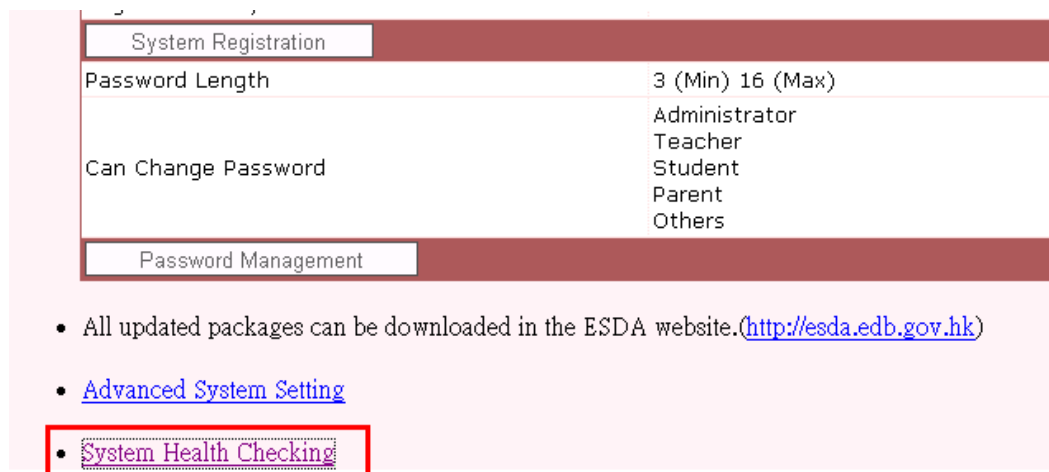 System Registration
Password Length 3 (Min) 16 (Max)
Administrator
Teacher
Can Change Password Student
Parent
Others
Password Management
All updated packages can be downloaded in the ESDA website.(http://esda.edb.gov.hk)
Advanced System Setting
System Health Checking